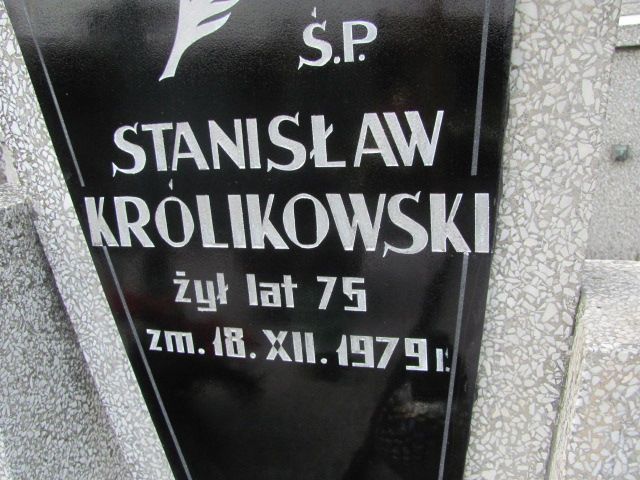 Ś.P.
STANISŁAW
KRÓLIKOWSKI
żył lat 75
zm. 18. XII. 1979 r.